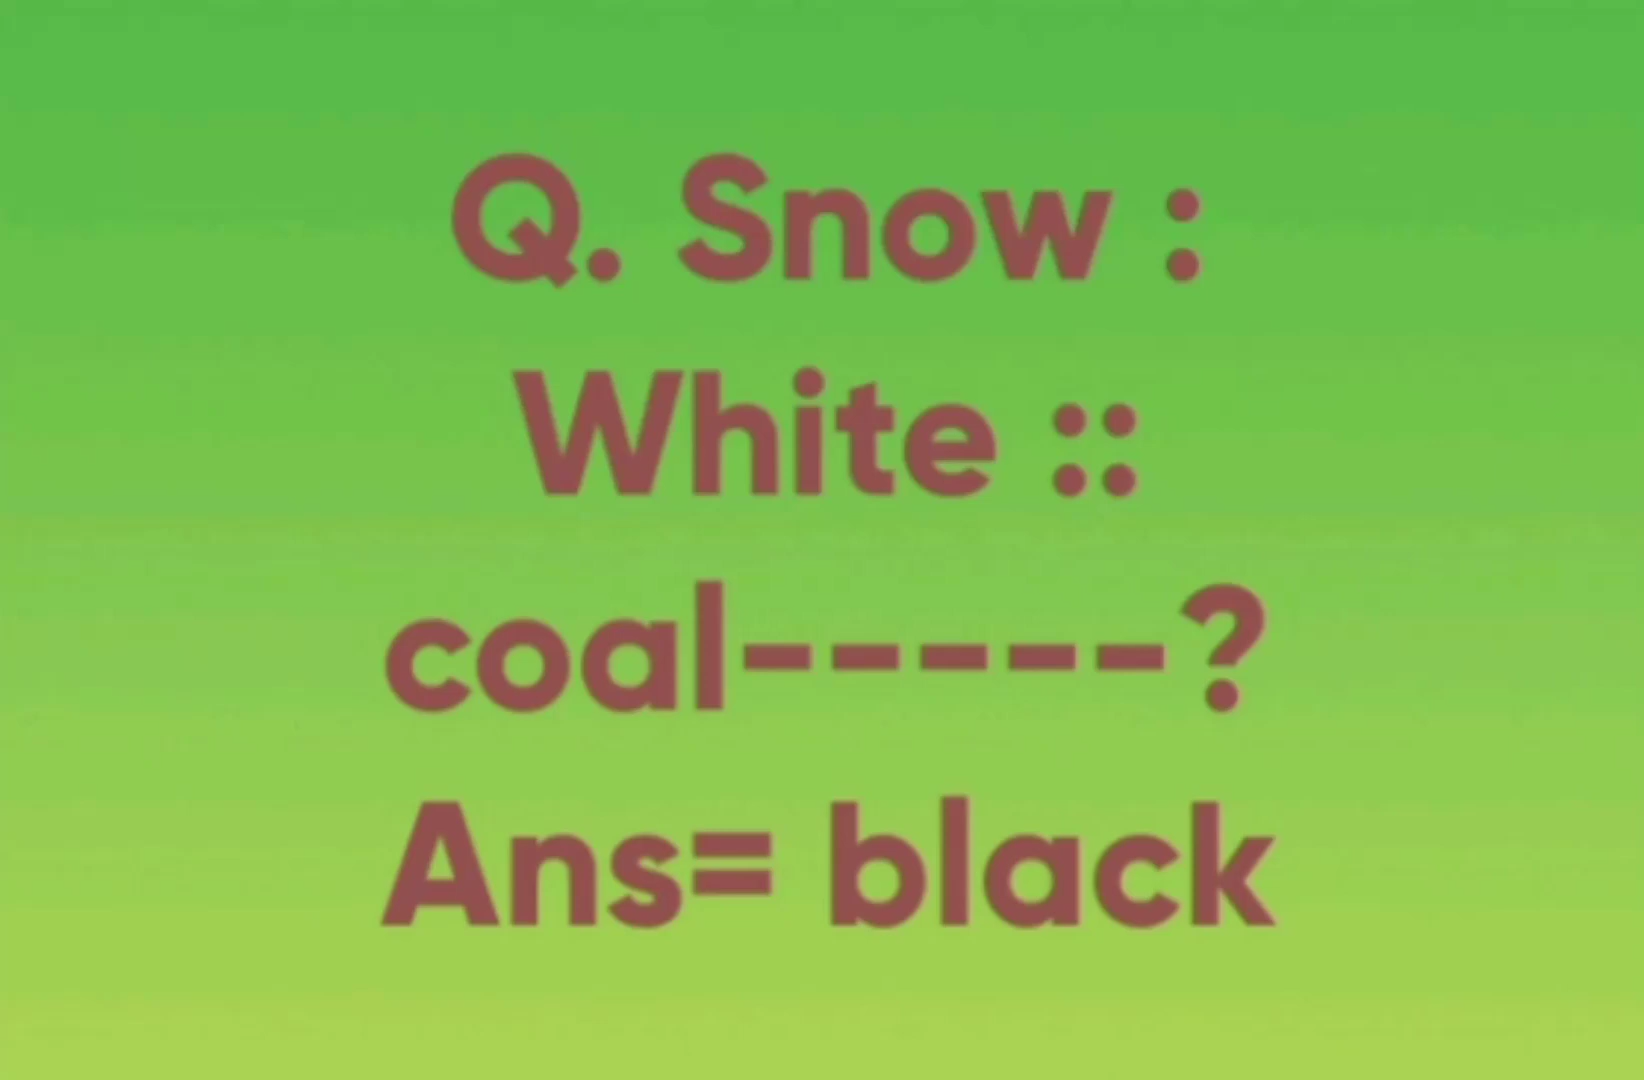 Q. Snow :
White ::
coal-----?
Ans= black